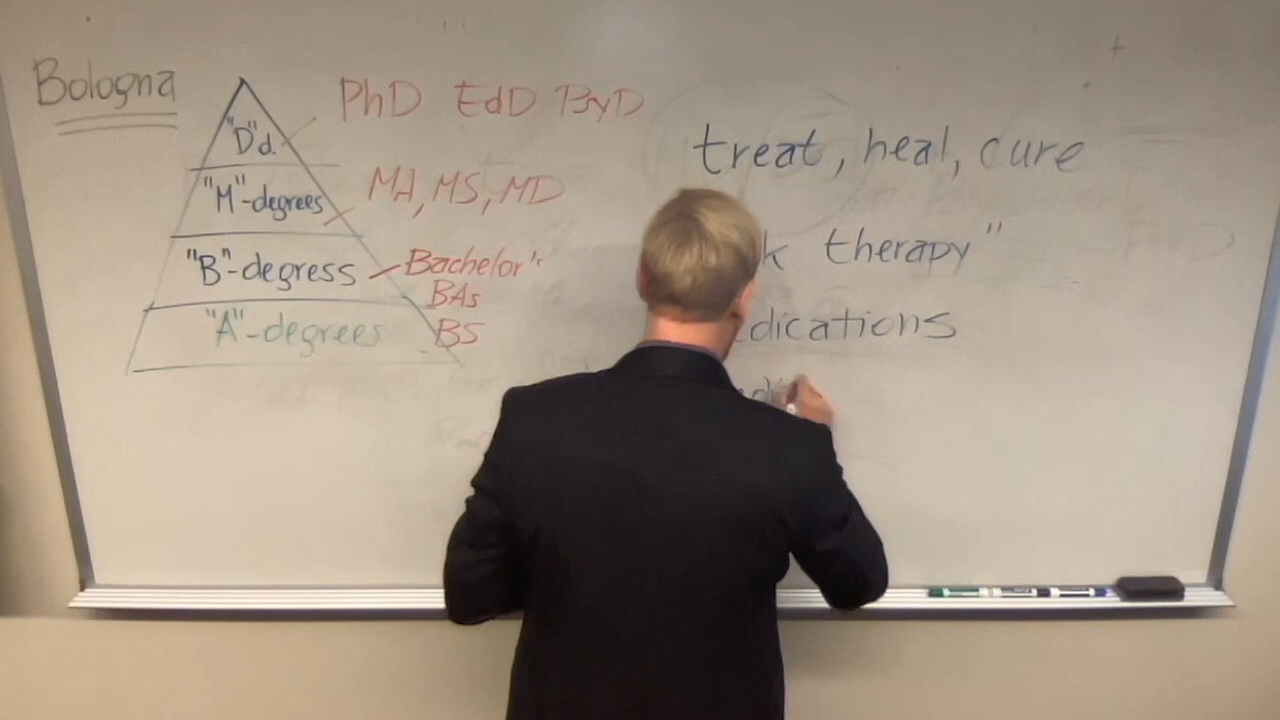 Bologna
"D"d.
PhD EdD PsyD
"M"-degrees
MA, MS, MD
"B"-degress
Bachelor's
BAs
BS
"A"-degrees
treat, heal, cure
k therapy"
dications